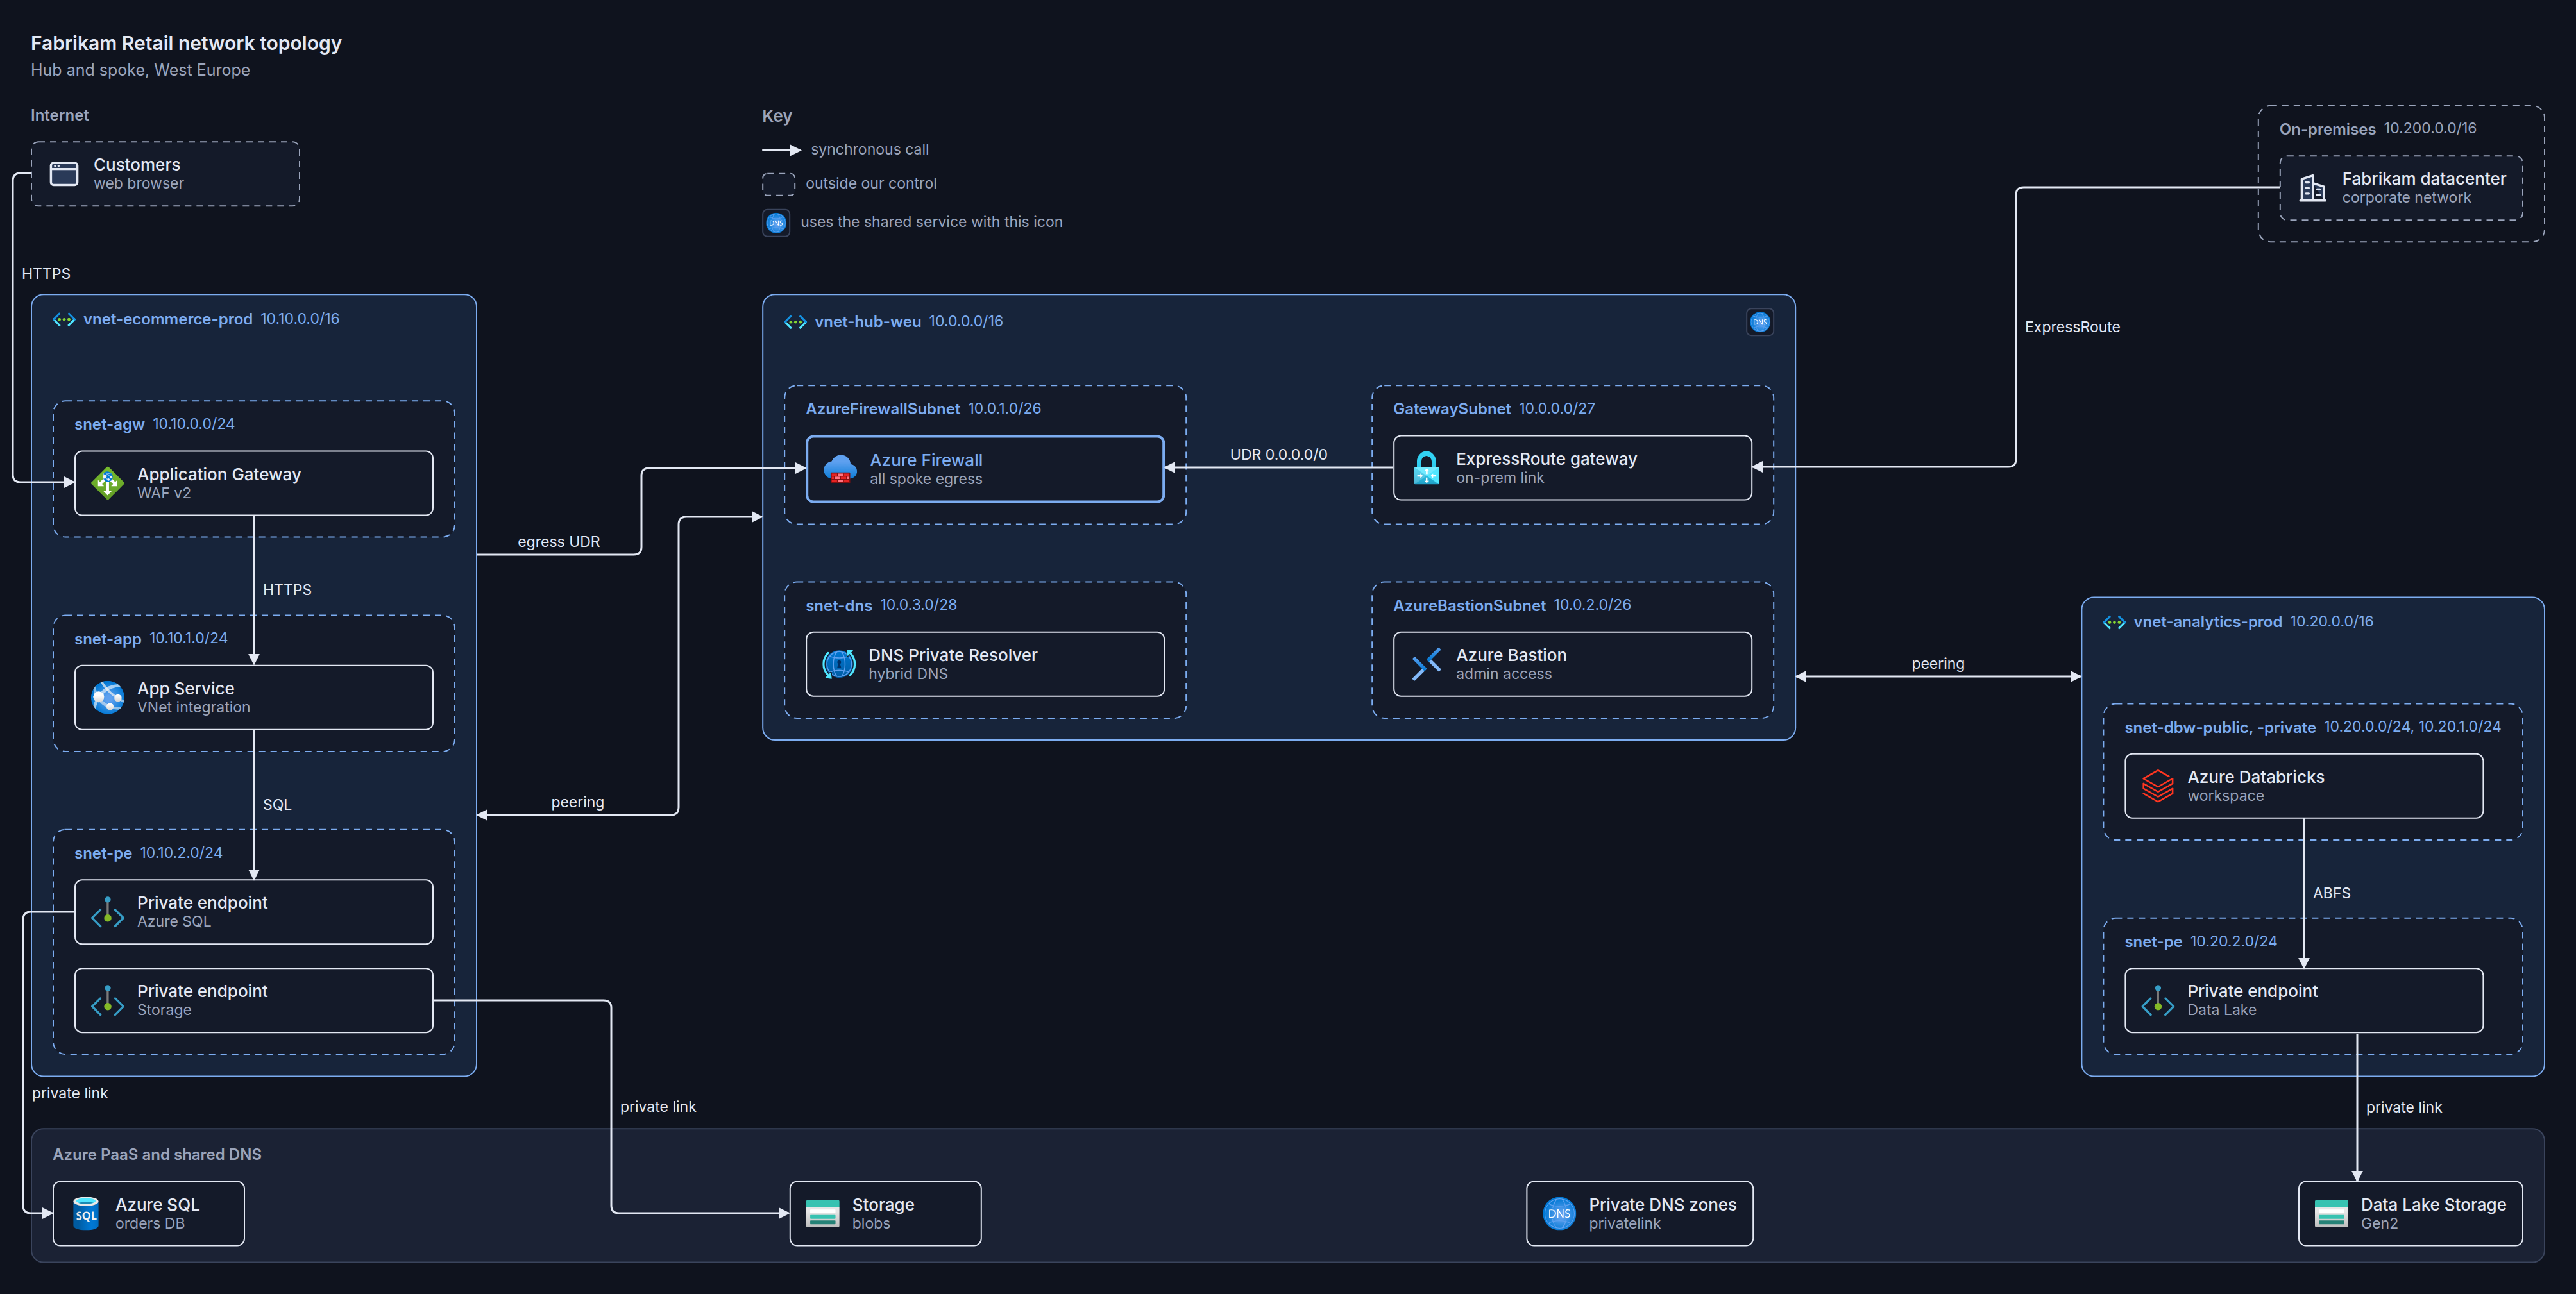 Fabrikam Retail network topology
Hub and spoke, West Europe
Internet
Customers
web browser
HTTPS
Key
synchronous call
outside our control
DNS
uses the shared service with this icon
On-premises 10.200.0.0/16
Fabrikam datacenter
corporate network
ExpressRoute
vnet-ecommerce-prod 10.10.0.0/16
snet-agw 10.10.0.0/24
Application Gateway
WAF v2
HTTPS
snet-app 10.10.1.0/24
App Service
VNet integration
SQL
snet-pe 10.10.2.0/24
Private endpoint
Azure SQL
Private endpoint
Storage
private link
egress UDR
peering
private link
vnet-hub-weu 10.0.0.0/16
DNS
AzureFirewallSubnet 10.0.1.0/26
Azure Firewall
all spoke egress
UDR 0.0.0.0/0
GatewaySubnet 10.0.0.0/27
ExpressRoute gateway
on-prem link
snet-dns 10.0.3.0/28
DNS Private Resolver
hybrid DNS
AzureBastionSubnet 10.0.2.0/26
Azure Bastion
admin access
peering
vnet-analytics-prod 10.20.0.0/16
snet-dbw-public, -private 10.20.0.0/24, 10.20.1.0/24
Azure Databricks
workspace
ABFS
snet-pe 10.20.2.0/24
Private endpoint
Data Lake
private link
Azure PaaS and shared DNS
SQL
Azure SQL
orders DB
Storage
blobs
DNS
Private DNS zones
privatelink
Data Lake Storage
Gen2